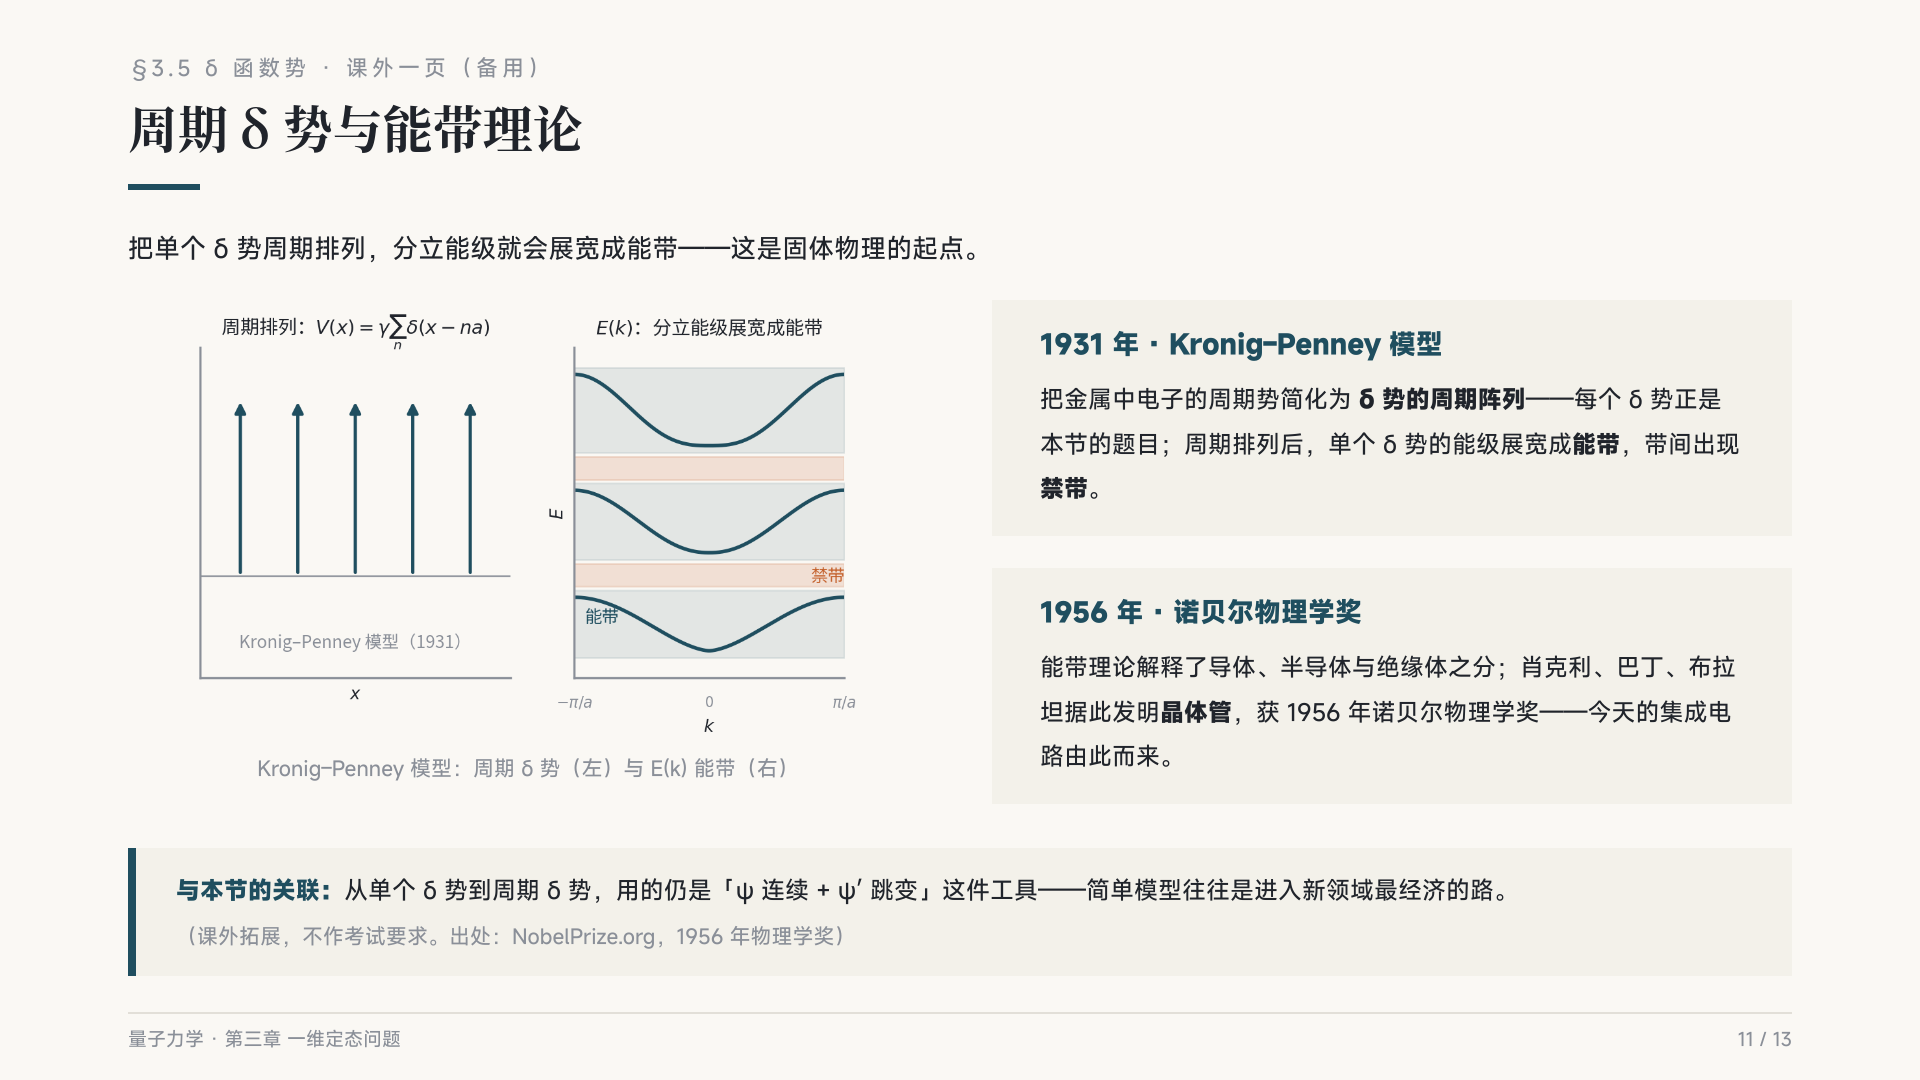 §3.5 δ 函数势 · 课外一页（备用）
周期 δ 势与能带理论
把单个 δ 势周期排列，分立能级就会展宽成能带——这是固体物理的起点。
周期排列：V(x) = γ∑δ(x − na)
n
Kronig–Penney 模型（1931）
x
E(k)：分立能级展宽成能带
E
禁带
能带
−π/a 0 π/a
k
Kronig–Penney 模型：周期 δ 势（左）与 E(k) 能带（右）
1931 年 · Kronig–Penney 模型
把金属中电子的周期势简化为 δ 势的周期阵列——每个 δ 势正是
本节的题目；周期排列后，单个 δ 势的能级展宽成能带，带间出现
禁带。
1956 年 · 诺贝尔物理学奖
能带理论解释了导体、半导体与绝缘体之分；肖克利、巴丁、布拉
坦据此发明晶体管，获 1956 年诺贝尔物理学奖——今天的集成电
路由此而来。
与本节的关联：从单个 δ 势到周期 δ 势，用的仍是「ψ 连续 + ψ′ 跳变」这件工具——简单模型往往是进入新领域最经济的路。
（课外拓展，不作考试要求。出处：NobelPrize.org，1956 年物理学奖）
量子力学 · 第三章 一维定态问题
11 / 13